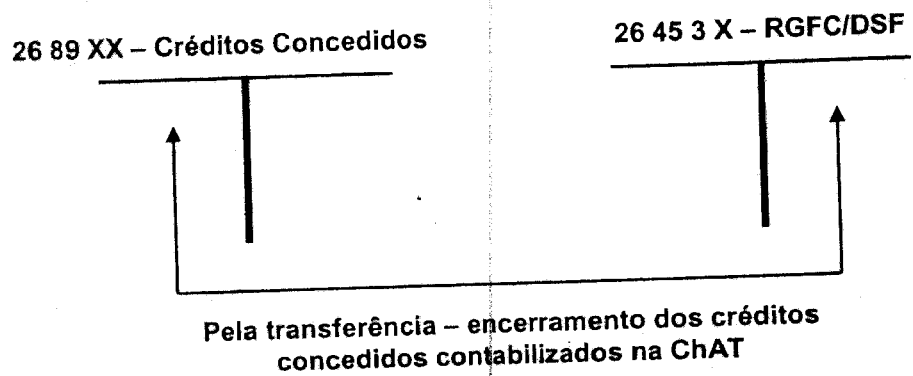 26 89 XX – Créditos Concedidos
26 45 3 X – RGFC/DSF
Pela transferência – encerramento dos créditos
concedidos contabilizados na ChAT